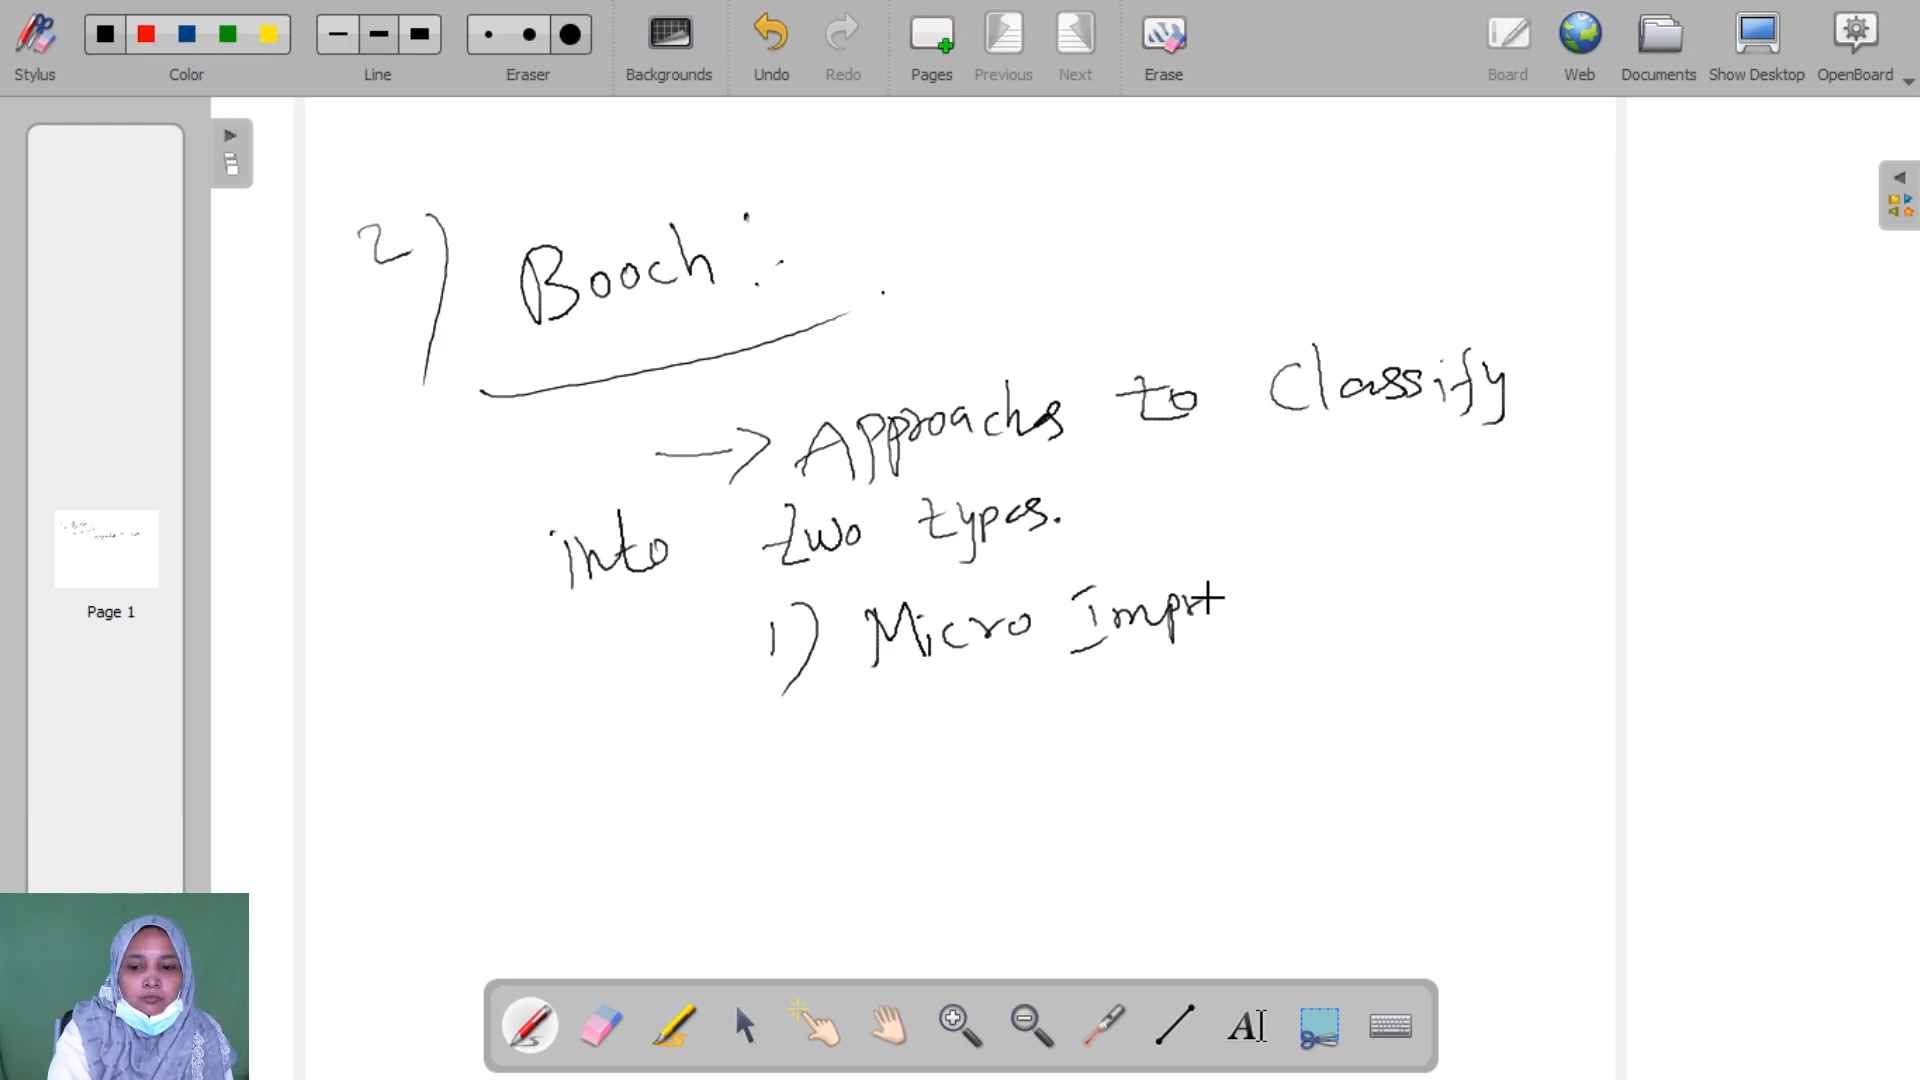 Stylus Color Line Eraser Backgrounds Undo Redo Pages Previous Next Erase Board Web Documents Show Desktop OpenBoard
2) Booch :
→ Approachs to Classify
into two types.
1) Micro Impr
Page 1